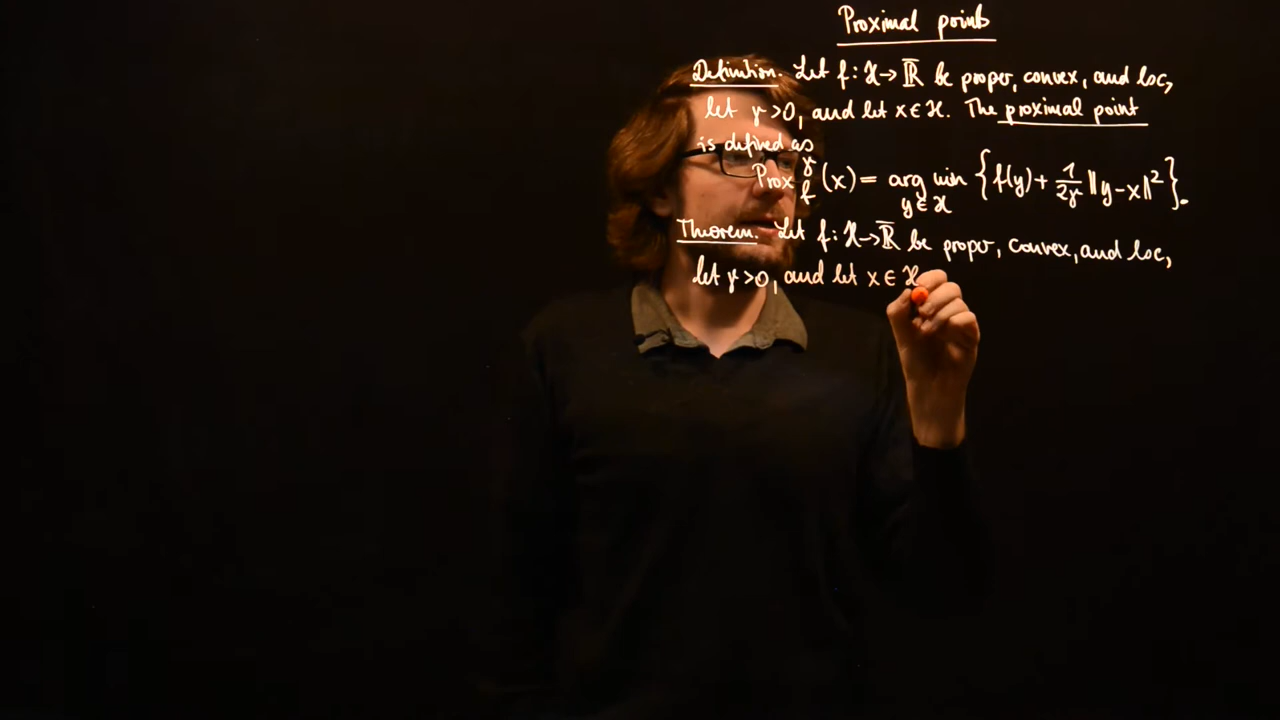 Proximal points
Definition. Let f: ℋ→ℝ̄ be proper, convex, and lsc,
let γ>0, and let x∈ℋ. The proximal point
is defined as
Prox_f^γ(x) = arg min_{y∈ℋ} {f(y) + 1/2γ ‖y-x‖²}.
Theorem. Let f: ℋ→ℝ̄ be proper, convex, and lsc,
let γ>0, and let x∈ℋ